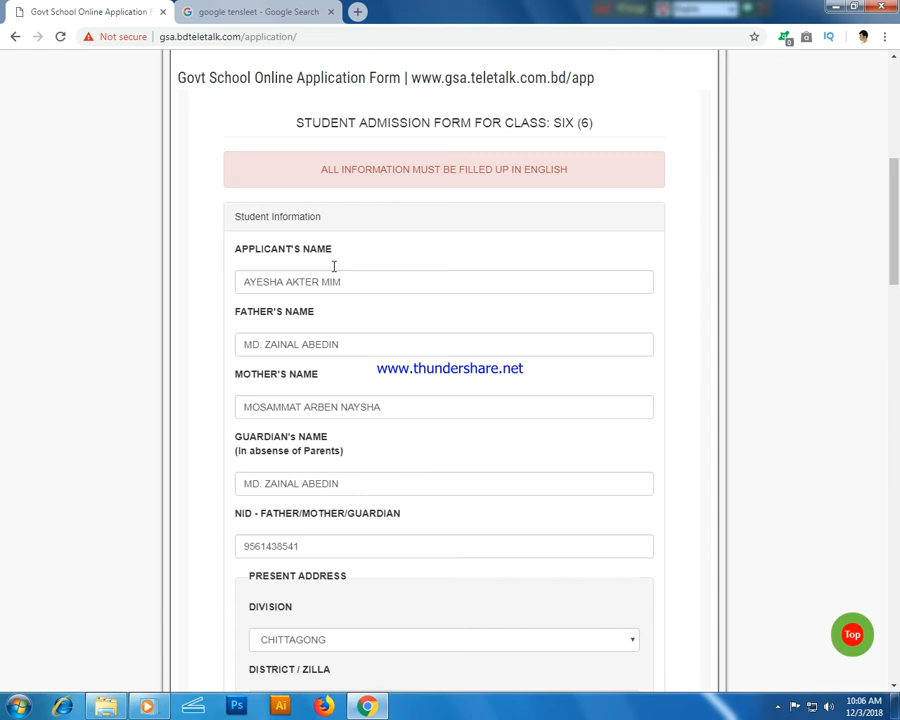 Govt School Online Application F
google tensleet - Google Search
Not secure | gsa.bdteletalk.com/application/
IQ
Govt School Online Application Form | www.gsa.teletalk.com.bd/app
STUDENT ADMISSION FORM FOR CLASS: SIX (6)
ALL INFORMATION MUST BE FILLED UP IN ENGLISH
Student Information
APPLICANT'S NAME
AYESHA AKTER MIM
FATHER'S NAME
MD. ZAINAL ABEDIN
www.thundershare.net
MOTHER'S NAME
MOSAMMAT ARBEN NAYSHA
GUARDIAN's NAME
(In absense of Parents)
MD. ZAINAL ABEDIN
NID - FATHER/MOTHER/GUARDIAN
9561438541
PRESENT ADDRESS
DIVISION
CHITTAGONG
Top
DISTRICT / ZILLA
Ps
Ai
10:06 AM
12/3/2018